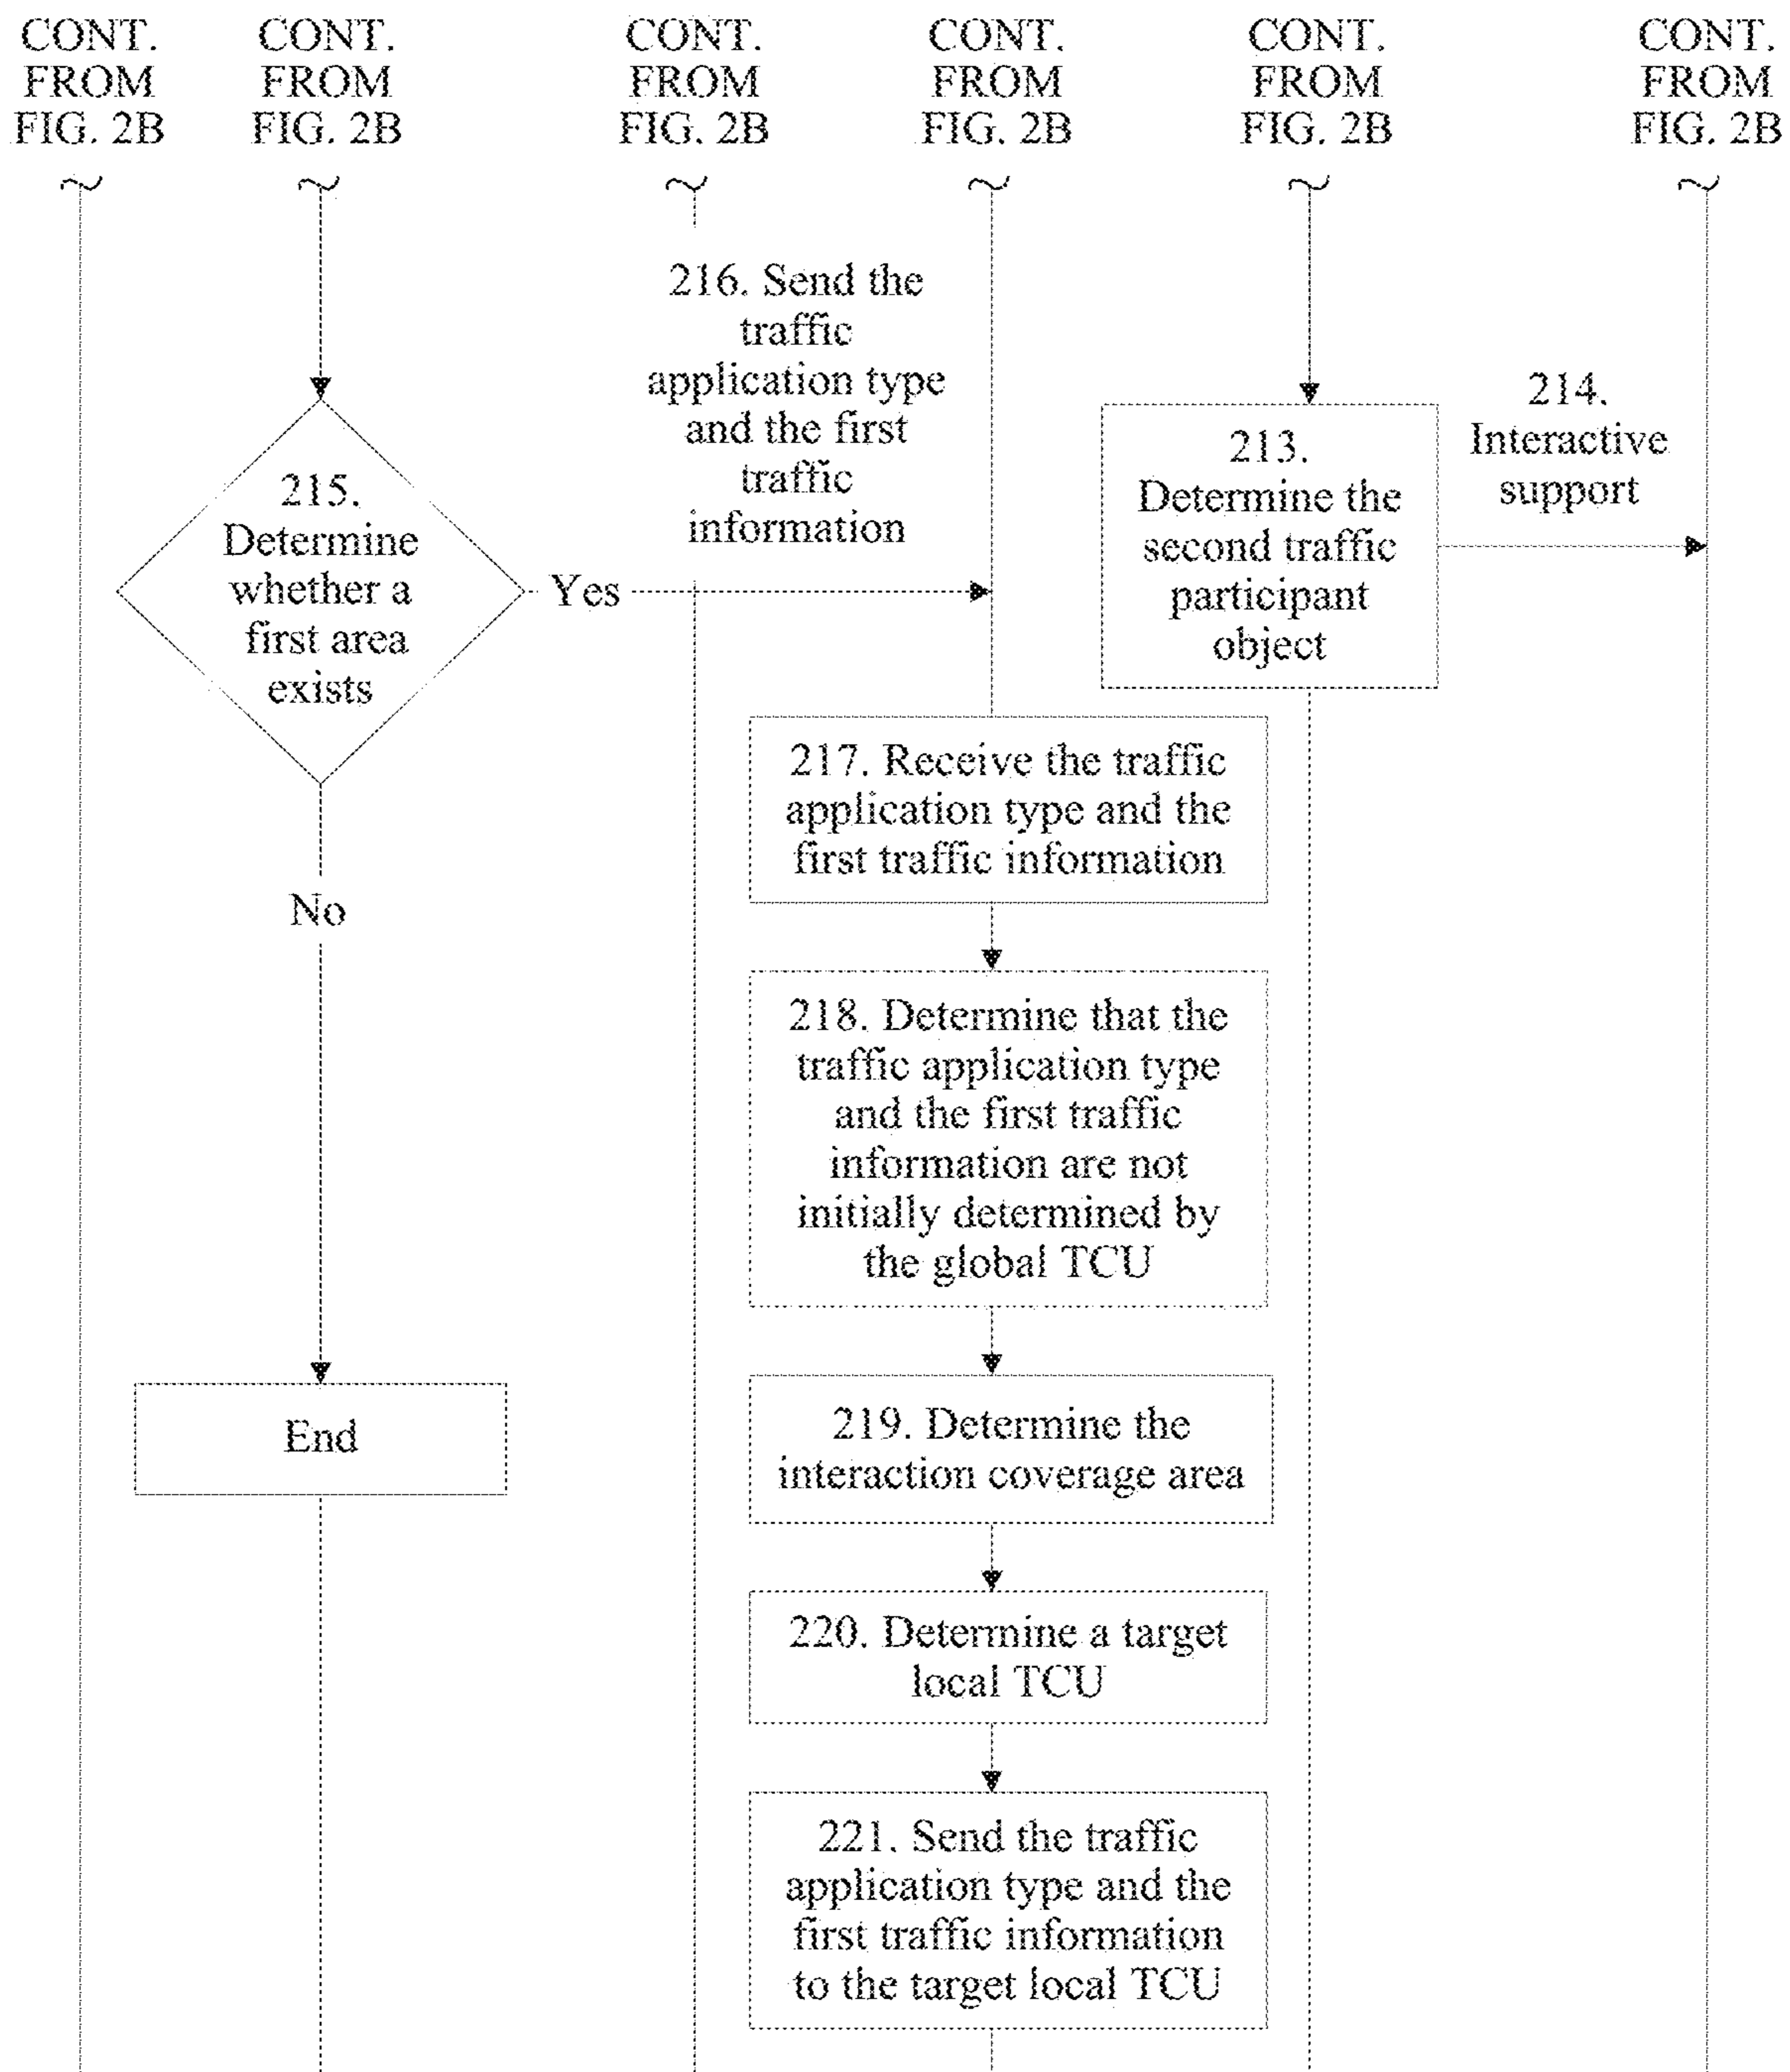 CONT.
FROM
FIG. 2B
CONT.
FROM
FIG. 2B
CONT.
FROM
FIG. 2B
CONT.
FROM
FIG. 2B
CONT.
FROM
FIG. 2B
CONT.
FROM
FIG. 2B
216. Send the
traffic
application type
and the first
traffic
information
215.
Determine
whether a
first area
exists
Yes
No
End
213.
Determine the
second traffic
participant
object
214.
Interactive
support
217. Receive the traffic
application type and the
first traffic information
218. Determine that the
traffic application type
and the first traffic
information are not
initially determined by
the global TCU
219. Determine the
interaction coverage area
220. Determine a target
local TCU
221. Send the traffic
application type and the
first traffic information
to the target local TCU